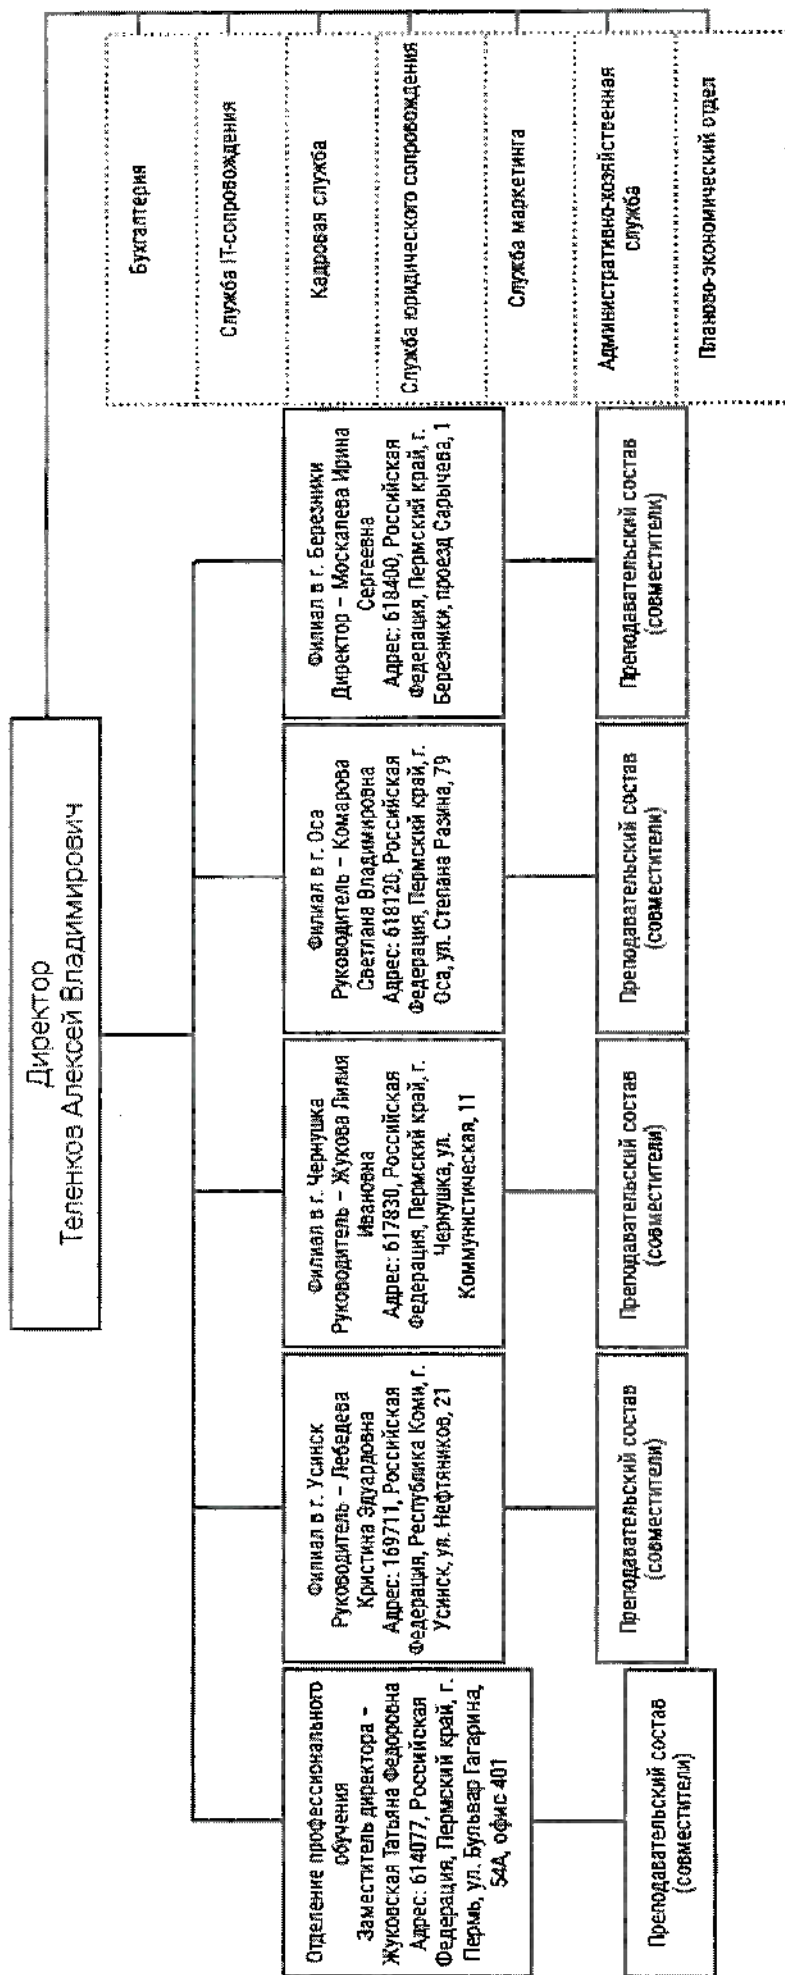 Директор
Теленков Алексей Владимирович
Отделение профессионального
обучения
Заместитель директора –
Жуковская Татьяна Федоровна
Адрес: 614077, Российская
Федерация, Пермский край, г.
Пермь, ул. Бульвар Гагарина,
54А, офис 401
Филиал в г. Усинск
Руководитель – Лебедева
Кристина Эдуардовна
Адрес: 169711, Российская
Федерация, Республика Коми, г.
Усинск, ул. Нефтяников, 21
Филиал в г. Чернушка
Руководитель – Жукова Лилия
Ивановна
Адрес: 617830, Российская
Федерация, Пермский край, г.
Чернушка, ул.
Коммунистическая, 11
Филиал в г. Оса
Руководитель – Комарова
Светлана Владимировна
Адрес: 618120, Российская
Федерация, Пермский край, г.
Оса, ул. Степана Разина, 79
Филиал в г. Березники
Директор – Москалева Ирина
Сергеевна
Адрес: 618400, Российская
Федерация, Пермский край, г.
Березники, проезд Сарычева, 1
Преподавательский состав
(совместители)
Преподавательский состав
(совместители)
Преподавательский состав
(совместители)
Преподавательский состав
(совместители)
Преподавательский состав
(совместители)
Бухгалтерия
Служба IT-сопровождения
Кадровая служба
Служба юридического сопровождения
Служба маркетинга
Административно-хозяйственная
служба
Планово-экономический отдел